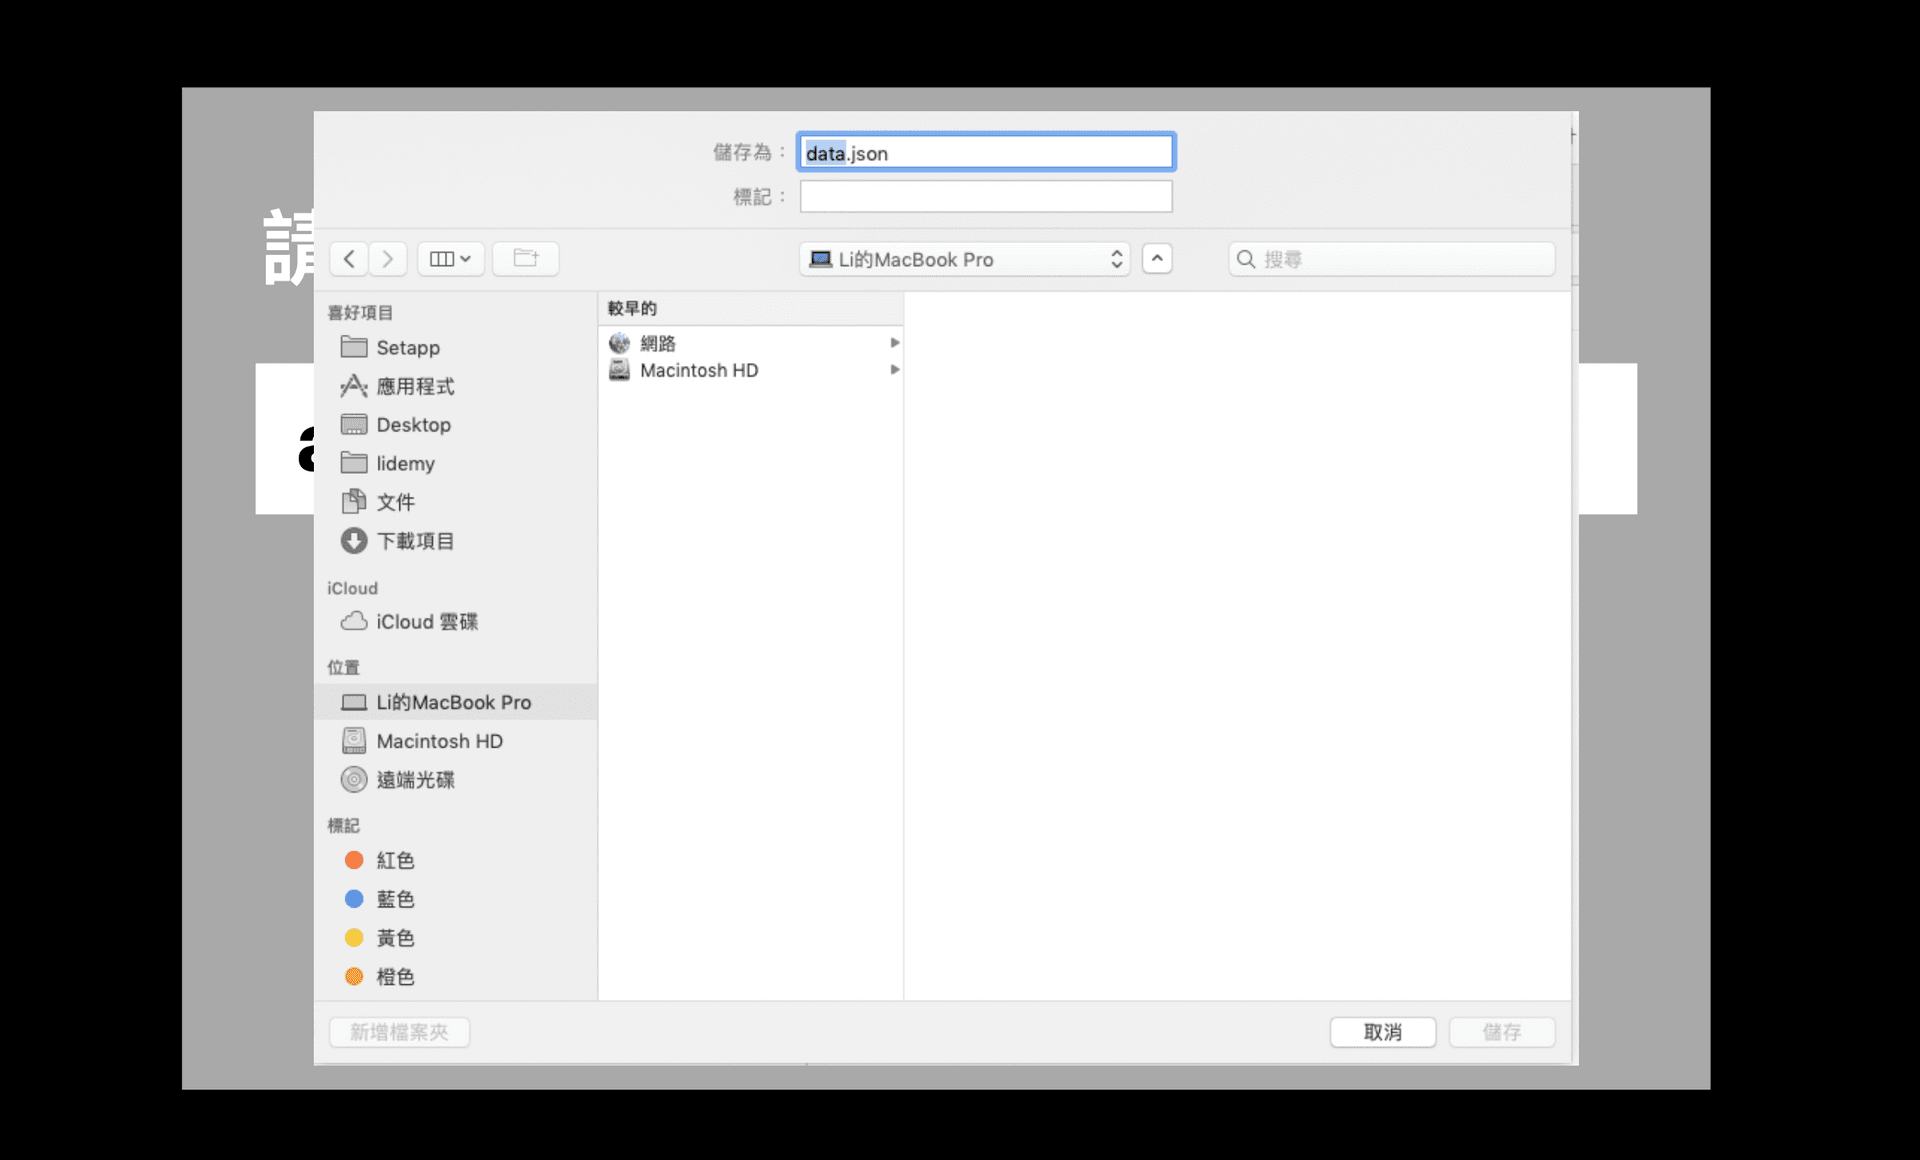 儲存為：
data.json
標記：
Li的MacBook Pro
搜尋
喜好項目
Setapp
應用程式
Desktop
lidemy
文件
下載項目
iCloud
iCloud 雲碟
位置
Li的MacBook Pro
Macintosh HD
遠端光碟
標記
紅色
藍色
黃色
橙色
較早的
網路
Macintosh HD
新增檔案夾
取消
儲存